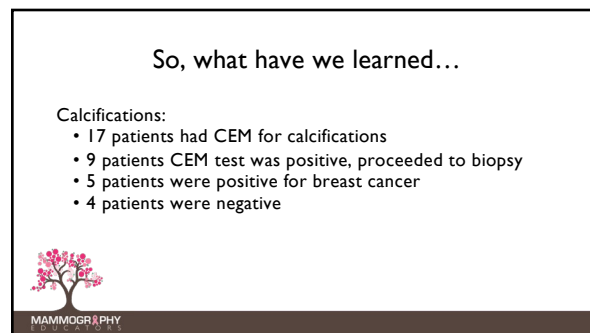 So, what have we learned…
Calcifications:
• 17 patients had CEM for calcifications
• 9 patients CEM test was positive, proceeded to biopsy
• 5 patients were positive for breast cancer
• 4 patients were negative
MAMMOGRAPHY
EDUCATORS